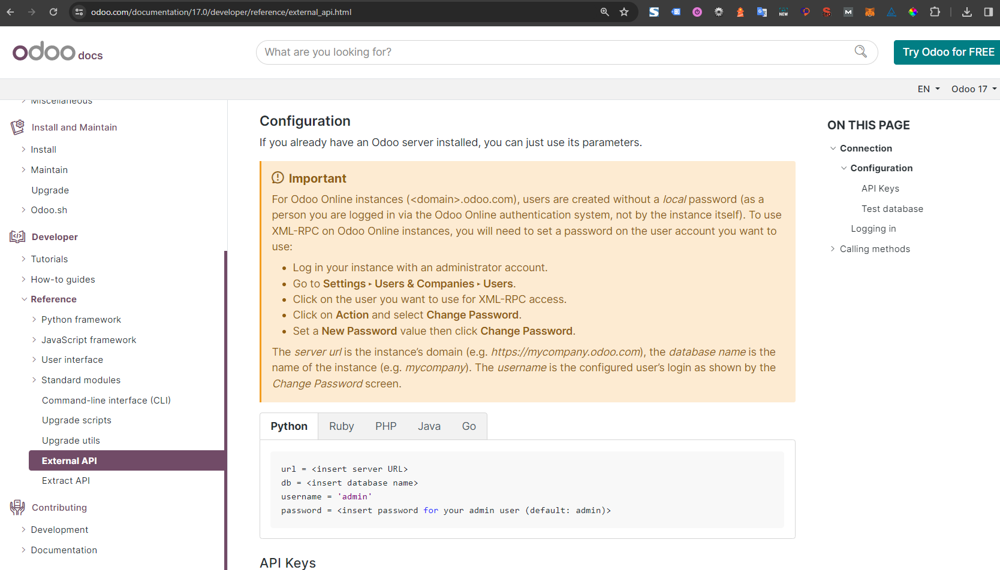 odoo.com/documentation/17.0/developer/reference/external_api.html
NEW
SEO
M
odoo docs
What are you looking for?
Try Odoo for FREE
EN
Odoo 17
Miscellaneous
Install and Maintain
Install
Maintain
Upgrade
Odoo.sh
Developer
Tutorials
How-to guides
Reference
Python framework
JavaScript framework
User interface
Standard modules
Command-line interface (CLI)
Upgrade scripts
Upgrade utils
External API
Extract API
Contributing
Development
Documentation
Configuration
If you already have an Odoo server installed, you can just use its parameters.
Important
For Odoo Online instances (<domain>.odoo.com), users are created without a local password (as a
person you are logged in via the Odoo Online authentication system, not by the instance itself). To use
XML-RPC on Odoo Online instances, you will need to set a password on the user account you want to
use:
• Log in your instance with an administrator account.
• Go to Settings ‣ Users & Companies ‣ Users.
• Click on the user you want to use for XML-RPC access.
• Click on Action and select Change Password.
• Set a New Password value then click Change Password.
The server url is the instance’s domain (e.g. https://mycompany.odoo.com), the database name is the
name of the instance (e.g. mycompany). The username is the configured user’s login as shown by the
Change Password screen.
Python Ruby PHP Java Go
url = <insert server URL>
db = <insert database name>
username = 'admin'
password = <insert password for your admin user (default: admin)>
API Keys
ON THIS PAGE
Connection
Configuration
API Keys
Test database
Logging in
Calling methods